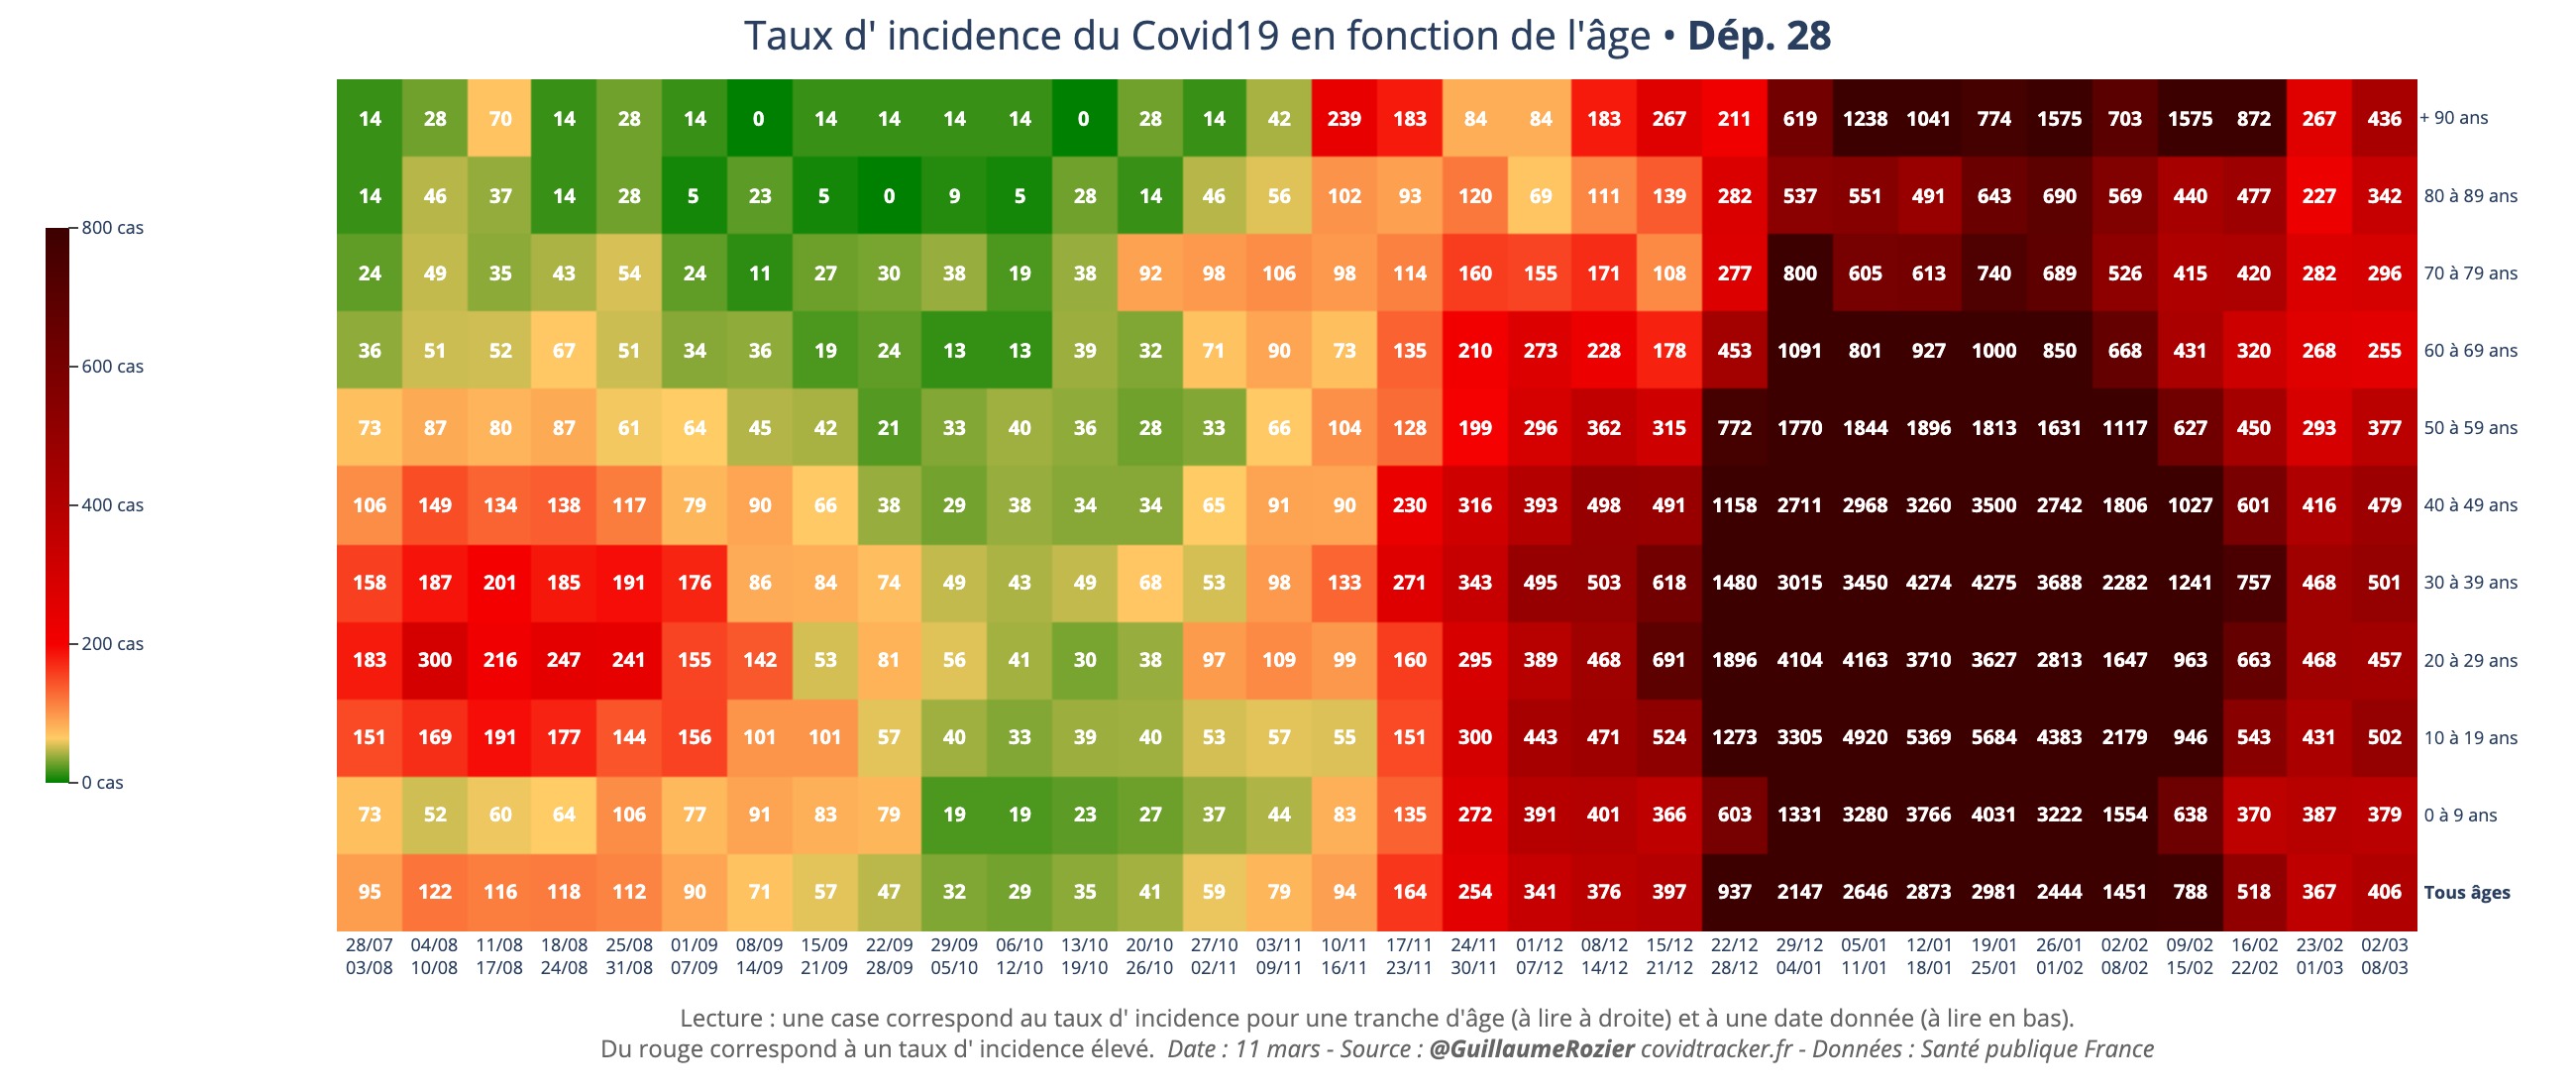 Taux d' incidence du Covid19 en fonction de l'âge • Dép. 28
14 28 70 14 28 14 0 14 14 14 14 0 28 14 42 239 183 84 84 183 267 211 619 1238 1041 774 1575 703 1575 872 267 436 + 90 ans
14 46 37 14 28 5 23 5 0 9 5 28 14 46 56 102 93 120 69 111 139 282 537 551 491 643 690 569 440 477 227 342 80 à 89 ans
800 cas
24 49 35 43 54 24 11 27 30 38 19 38 92 98 106 98 114 160 155 171 108 277 800 605 613 740 689 526 415 420 282 296 70 à 79 ans
36 51 52 67 51 34 36 19 24 13 13 39 32 71 90 73 135 210 273 228 178 453 1091 801 927 1000 850 668 431 320 268 255 60 à 69 ans
600 cas
73 87 80 87 61 64 45 42 21 33 40 36 28 33 66 104 128 199 296 362 315 772 1770 1844 1896 1813 1631 1117 627 450 293 377 50 à 59 ans
400 cas
106 149 134 138 117 79 90 66 38 29 38 34 34 65 91 90 230 316 393 498 491 1158 2711 2968 3260 3500 2742 1806 1027 601 416 479 40 à 49 ans
158 187 201 185 191 176 86 84 74 49 43 49 68 53 98 133 271 343 495 503 618 1480 3015 3450 4274 4275 3688 2282 1241 757 468 501 30 à 39 ans
200 cas
183 300 216 247 241 155 142 53 81 56 41 30 38 97 109 99 160 295 389 468 691 1896 4104 4163 3710 3627 2813 1647 963 663 468 457 20 à 29 ans
151 169 191 177 144 156 101 101 57 40 33 39 40 53 57 55 151 300 443 471 524 1273 3305 4920 5369 5684 4383 2179 946 543 431 502 10 à 19 ans
0 cas
73 52 60 64 106 77 91 83 79 19 19 23 27 37 44 83 135 272 391 401 366 603 1331 3280 3766 4031 3222 1554 638 370 387 379 0 à 9 ans
95 122 116 118 112 90 71 57 47 32 29 35 41 59 79 94 164 254 341 376 397 937 2147 2646 2873 2981 2444 1451 788 518 367 406 Tous âges
28/07 04/08 11/08 18/08 25/08 01/09 08/09 15/09 22/09 29/09 06/10 13/10 20/10 27/10 03/11 10/11 17/11 24/11 01/12 08/12 15/12 22/12 29/12 05/01 12/01 19/01 26/01 02/02 09/02 16/02 23/02 02/03
03/08 10/08 17/08 24/08 31/08 07/09 14/09 21/09 28/09 05/10 12/10 19/10 26/10 02/11 09/11 16/11 23/11 30/11 07/12 14/12 21/12 28/12 04/01 11/01 18/01 25/01 01/02 08/02 15/02 22/02 01/03 08/03
Lecture : une case correspond au taux d' incidence pour une tranche d'âge (à lire à droite) et à une date donnée (à lire en bas).
Du rouge correspond à un taux d' incidence élevé. Date : 11 mars - Source : @GuillaumeRozier covidtracker.fr - Données : Santé publique France